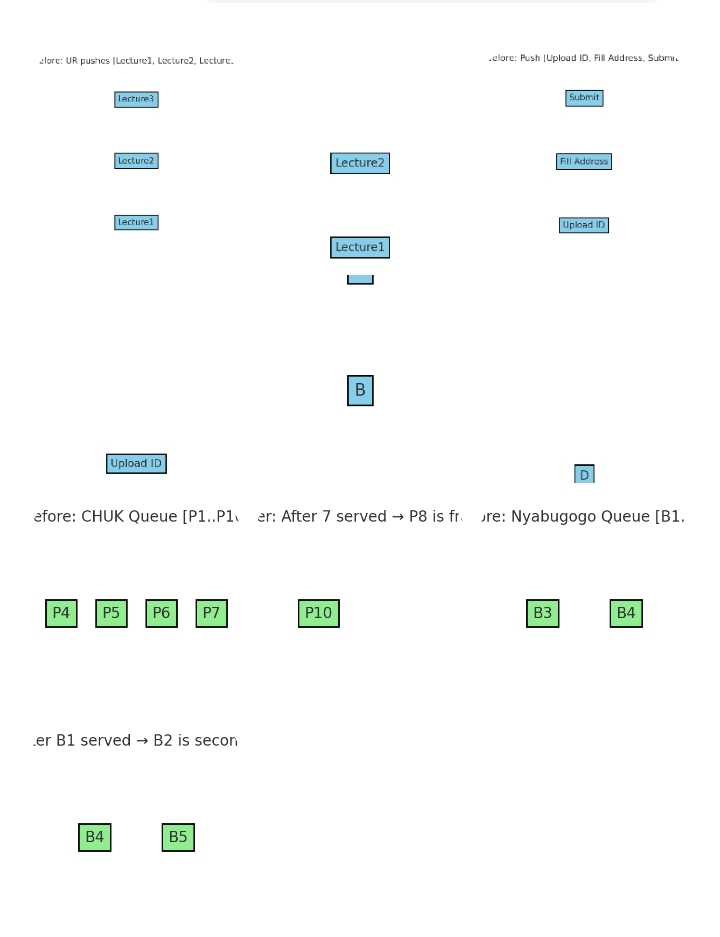 efore: UR pushes [Lecture1, Lecture2, Lecture
efore: Push [Upload ID, Fill Address, Submi
Lecture3
Submit
Lecture2
Lecture2
Fill Address
Lecture1
Upload ID
Lecture1
B
Upload ID
D
efore: CHUK Queue [P1..P1
er: After 7 served → P8 is fr
ore: Nyabugogo Queue [B1.
P4 P5 P6 P7
P10
B3 B4
er B1 served → B2 is secon
B4 B5